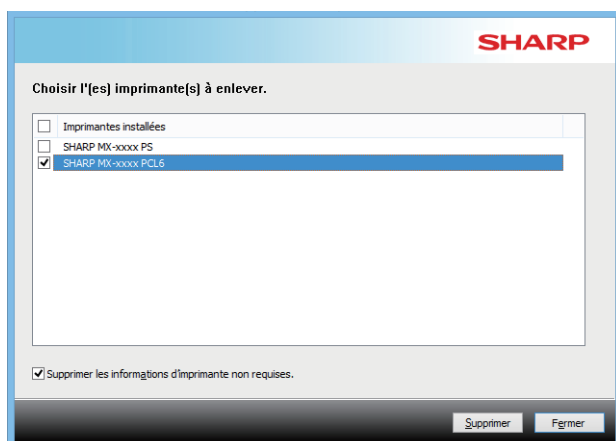 SHARP
Choisir l'(es) imprimante(s) à enlever.
Imprimantes installées
SHARP MX-xxxx PS
SHARP MX-xxxx PCL6
Supprimer les informations d'imprimante non requises.
Supprimer Fermer